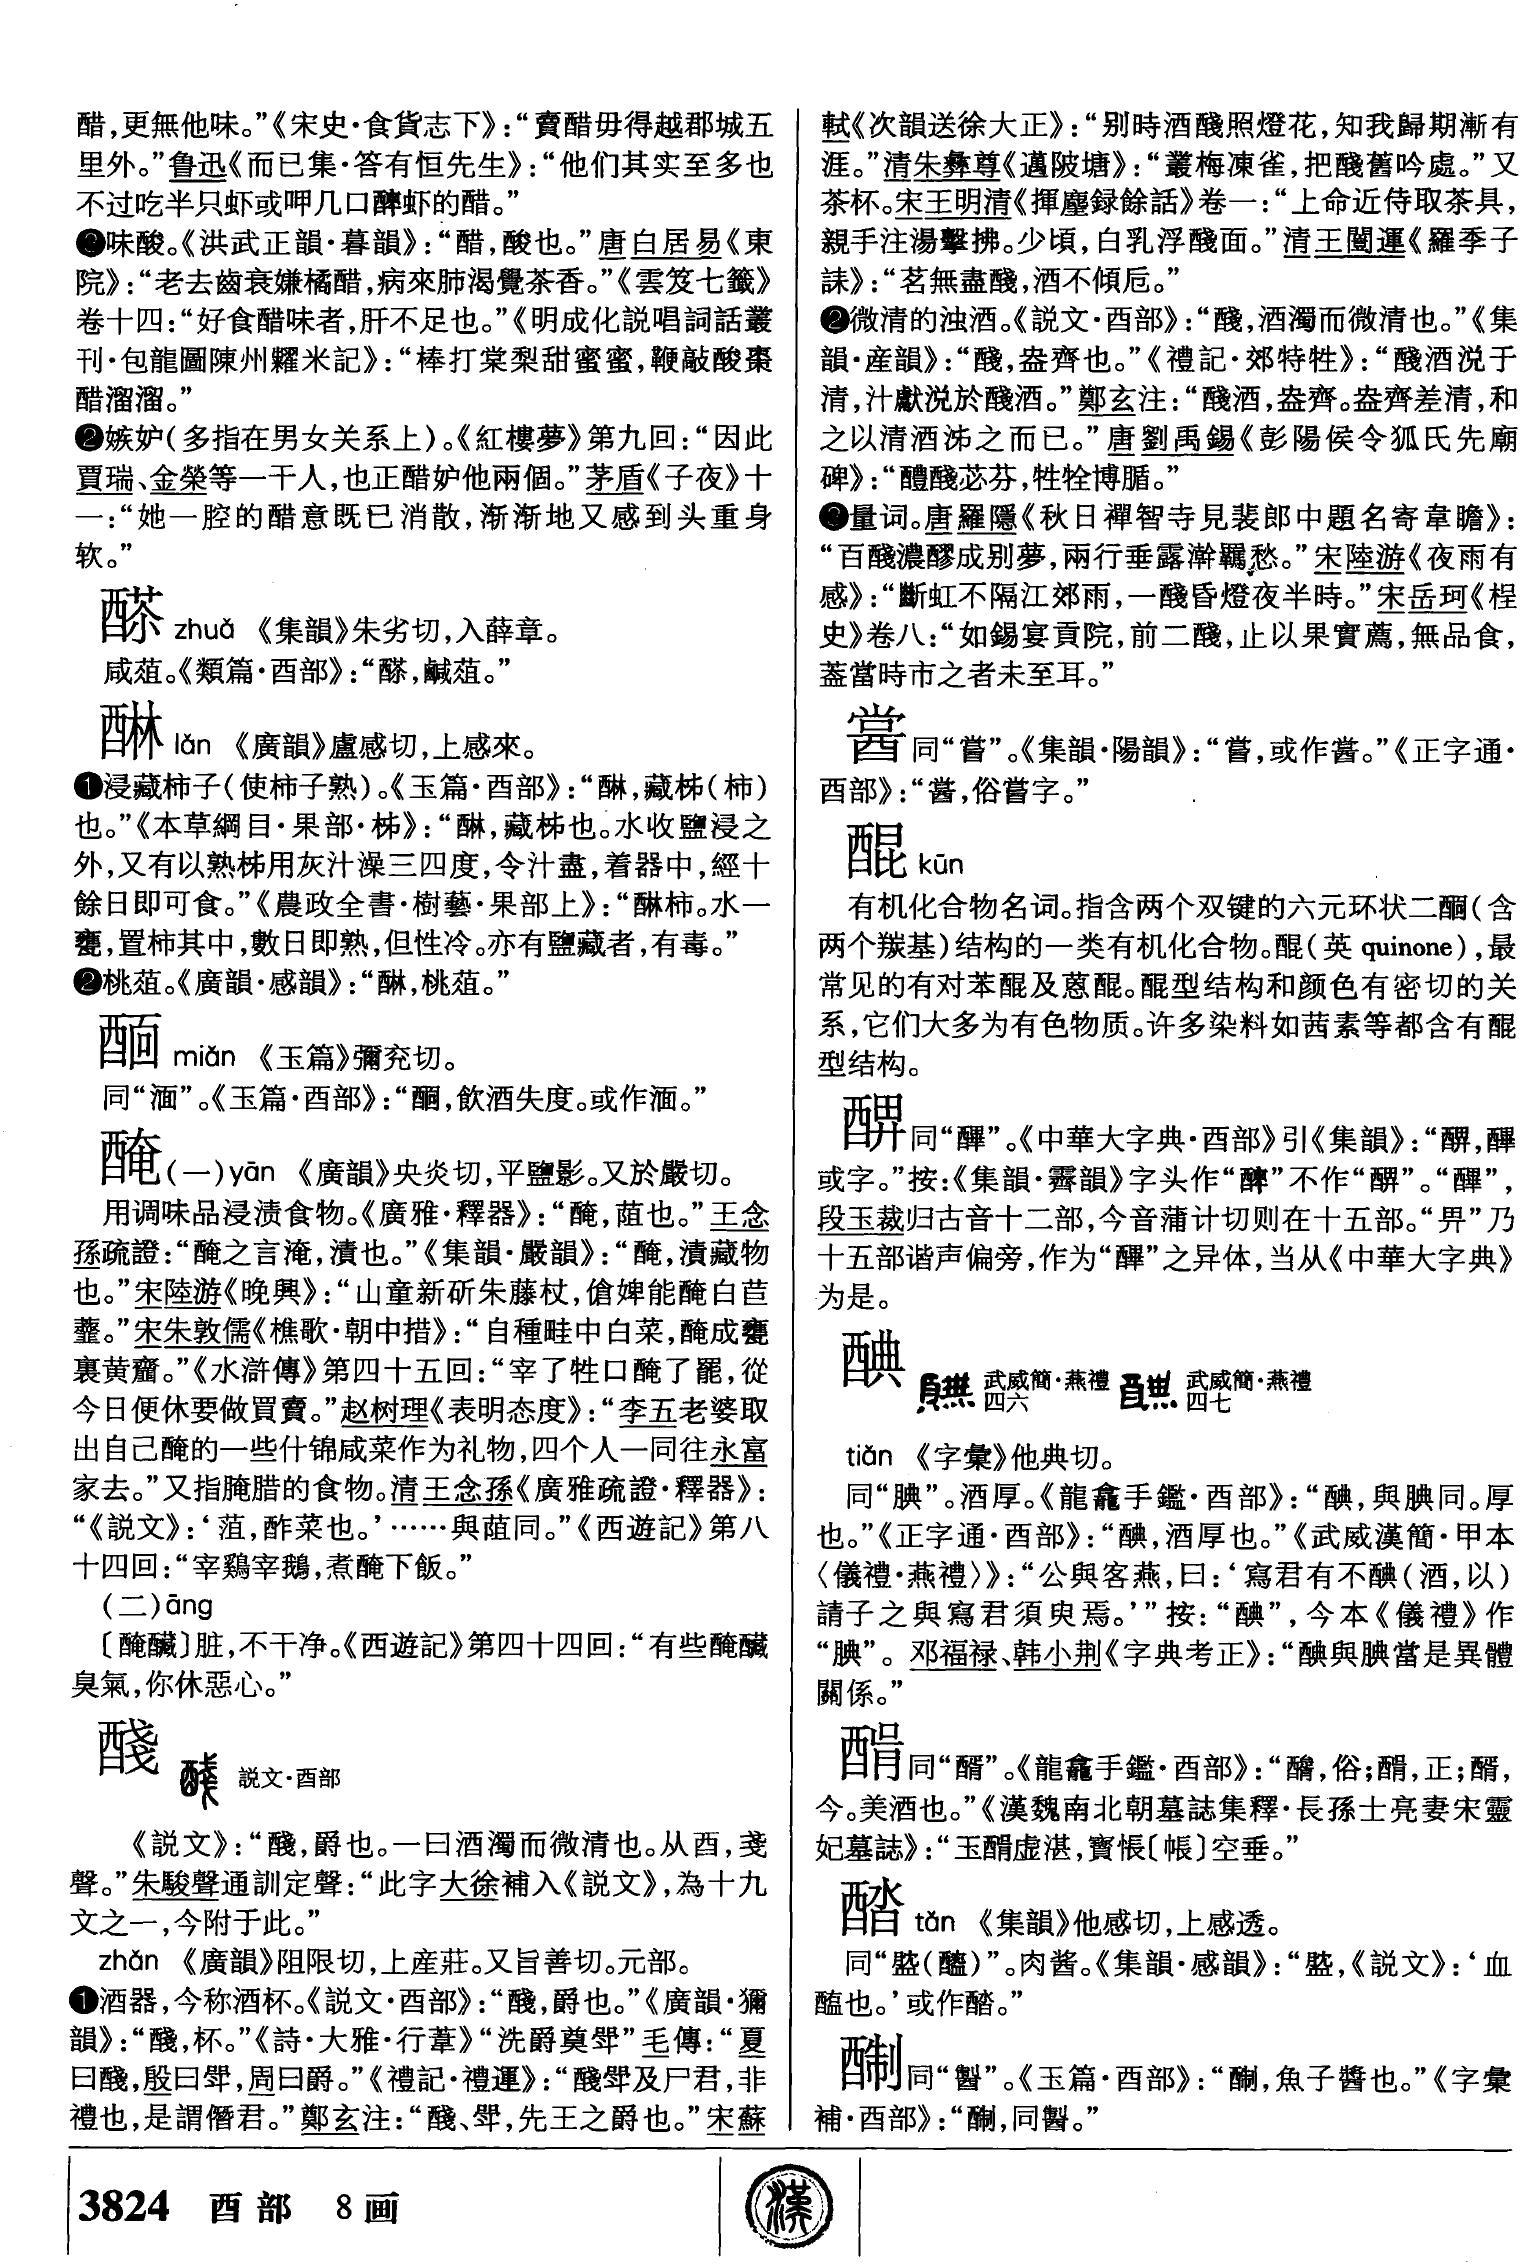 醋，更無他味。”《宋史·食貨志下》：“賣醋毋得越郡城五
里外。”鲁迅《而已集·答有恒先生》：“他们其实至多也
不过吃半只虾或呷几口醉虾的醋。”
❸味酸。《洪武正韻·暮韻》：“醋，酸也。”唐白居易《東
院》：“老去齒衰嫌橘醋，病來肺渴覺茶香。”《雲笈七籤》
卷十四：“好食醋味者，肝不足也。”《明成化説唱詞話叢
刊·包龍圖陳州糶米記》：“棒打棠梨甜蜜蜜，鞭敲酸棗
醋溜溜。”
❷嫉妒（多指在男女关系上）。《紅樓夢》第九回：“因此
賈瑞、金榮等一干人，也正醋妒他兩個。”茅盾《子夜》十
一：“她一腔的醋意既已消散，渐渐地又感到头重身
软。”
zhuǎ 《集韻》朱劣切，入薛章。
咸菹。《類篇·酉部》：“，鹹菹。”
醂 lǎn 《廣韻》盧感切，上感來。
❶浸藏柿子（使柿子熟）。《玉篇·酉部》：“醂，藏柹（柿）
也。”《本草綱目·果部·柹》：“醂，藏柹也。水收鹽浸之
外，又有以熟柹用灰汁澡三四度，令汁盡，着器中，經十
餘日即可食。”《農政全書·樹藝·果部上》：“醂柿。水一
甕，置柿其中，數日即熟，但性冷。亦有鹽藏者，有毒。”
❷桃菹。《廣韻·感韻》：“醂，桃菹。”
miǎn 《玉篇》彌兖切。
同“湎”。《玉篇·酉部》：“，飲酒失度。或作湎。”
醃（一）yān 《廣韻》央炎切，平鹽影。又於嚴切。
用调味品浸渍食物。《廣雅·釋器》：“醃，葅也。”王念
孫疏證：“醃之言淹，漬也。”《集韻·嚴韻》：“醃，漬藏物
也。”宋陸游《晚興》：“山童新斫朱藤杖，傖婢能醃白苣
虀。”宋朱敦儒《樵歌·朝中措》：“自種畦中白菜，醃成甕
裏黄齏。”《水滸傳》第四十五回：“宰了牲口醃了罷，從
今日便休要做買賣。”赵树理《表明态度》：“李五老婆取
出自己醃的一些什锦咸菜作为礼物，四个人一同往永富
家去。”又指腌腊的食物。清王念孫《廣雅疏證·釋器》：
“《説文》：‘菹，酢菜也。’……與葅同。”《西遊記》第八
十四回：“宰鷄宰鵝，煮醃下飯。”
（二）āng
〔醃臢〕脏，不干净。《西遊記》第四十四回：“有些醃臢
臭氣，你休惡心。”
醆 説文·酉部
《説文》：“醆，爵也。一曰酒濁而微清也。从酉，戔
聲。”朱駿聲通訓定聲：“此字大徐補入《説文》，為十九
文之一，今附于此。”
zhǎn 《廣韻》阻限切，上産莊。又旨善切。元部。
❶酒器，今称酒杯。《説文·酉部》：“醆，爵也。”《廣韻·獮
韻》：“醆，杯。”《詩·大雅·行葦》“洗爵奠斝”毛傳：“夏
曰醆，殷曰斝，周曰爵。”《禮記·禮運》：“醆斝及尸君，非
禮也，是謂僭君。”鄭玄注：“醆、斝，先王之爵也。”宋蘇
軾《次韻送徐大正》：“别時酒醆照燈花，知我歸期漸有
涯。”清朱彝尊《邁陂塘》：“叢梅凍雀，把醆舊吟處。”又
茶杯。宋王明清《揮麈録餘話》卷一：“上命近侍取茶具，
親手注湯擊拂。少頃，白乳浮醆面。”清王闓運《羅季子
誄》：“茗無盡醆，酒不傾卮。”
❷微清的浊酒。《説文·酉部》：“醆，酒濁而微清也。”《集
韻·産韻》：“醆，盎齊也。”《禮記·郊特牲》：“醆酒涚于
清，汁獻涚於醆酒。”鄭玄注：“醆酒，盎齊。盎齊差清，和
之以清酒泲之而已。”唐劉禹錫《彭陽侯令狐氏先廟
碑》：“醴醆苾芬，牲牷博腯。”
❸量词。唐羅隱《秋日禪智寺見裴郎中題名寄韋瞻》：
“百醆濃醪成别夢，兩行垂露澣羈愁。”宋陸游《夜雨有
感》：“斷虹不隔江郊雨，一醆昏燈夜半時。”宋岳珂《桯
史》卷八：“如錫宴貢院，前二醆，止以果實薦，無品食，
蓋當時市之者未至耳。”
甞同“嘗”。《集韻·陽韻》：“嘗，或作。”《正字通·
酉部》：“，俗嘗字。”
醌 kūn
有机化合物名词。指含两个双键的六元环状二酮（含
两个羰基）结构的一类有机化合物。醌（英 quinone），最
常见的有对苯醌及蒽醌。醌型结构和颜色有密切的关
系，它们大多为有色物质。许多染料如茜素等都含有醌
型结构。
同“”。《中華大字典·酉部》引《集韻》：“，
或字。”按：《集韻·霽韻》字头作“”不作“”。“”，
段玉裁归古音十二部，今音蒲计切则在十五部。“畀”乃
十五部谐声偏旁，作为“”之异体，当从《中華大字典》
为是。
醙 武威簡·燕禮四六 武威簡·燕禮四七
tiǎn 《字彙》他典切。
同“腆”。酒厚。《龍龕手鑑·酉部》：“，與腆同。厚
也。”《正字通·酉部》：“，酒厚也。”《武威漢簡·甲本
〈儀禮·燕禮〉》：“公與客燕，曰：‘寫君有不（酒，以）
請子之與寫君須臾焉。’”按：“”，今本《儀禮》作
“腆”。邓福禄、韩小荆《字典考正》：“與腆當是異體
關係。”
同“醑”。《龍龕手鑑·酉部》：“，俗；，正；醑，
今。美酒也。”《漢魏南北朝墓誌集釋·長孫士亮妻宋靈
妃墓誌》：“玉虚湛，寳悵〔帳〕空垂。”
tǎn 《集韻》他感切，上感透。
同“（）”。肉酱。《集韻·感韻》：“，《説文》：‘血
醢也。’或作。”
同“”。《玉篇·酉部》：“，魚子醬也。”《字彙
補·酉部》：“，同。”
3824 酉部 8画
漢